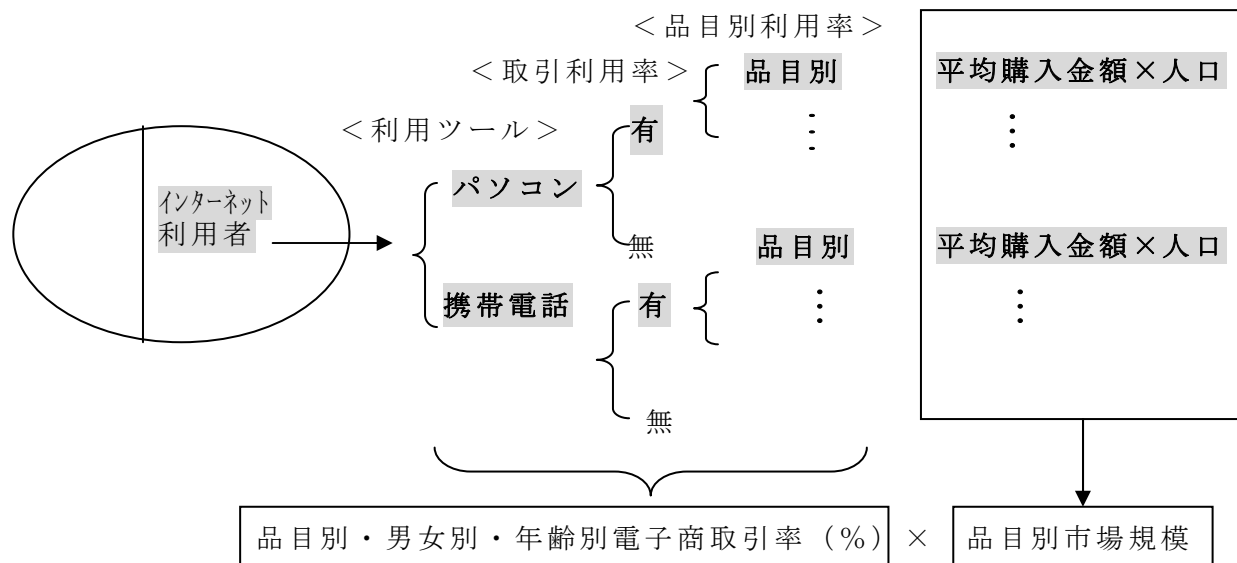 ＜品目別利用率＞
＜取引利用率＞
品目別
平均購入金額×人口
＜利用ツール＞
有
パソコン
インターネット
利用者
無
品目別
平均購入金額×人口
携帯電話
有
無
品目別・男女別・年齢別電子商取引率（％）
×
品目別市場規模